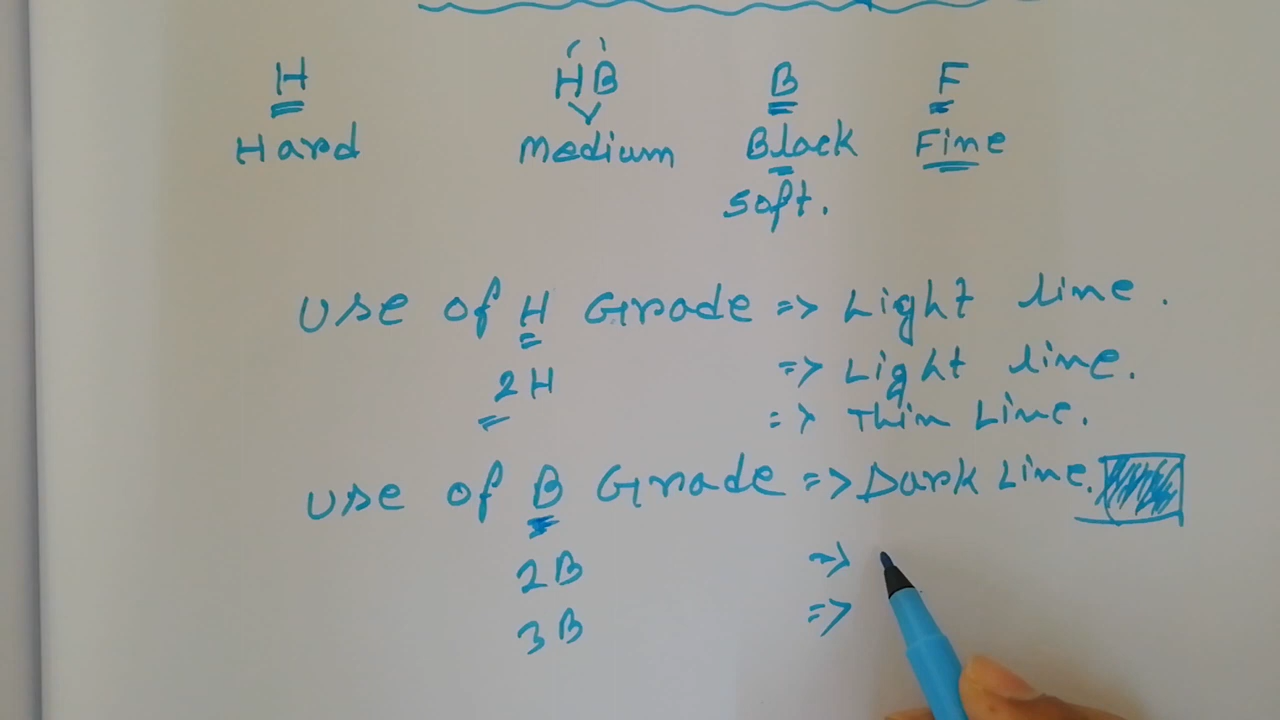 H HB B F
Hard Medium Black Fine
soft.
Use of H Grade => Light line.
2H => Light line.
=> Thin Line.
Use of B Grade => Dark Line.
2B =>
3B =>